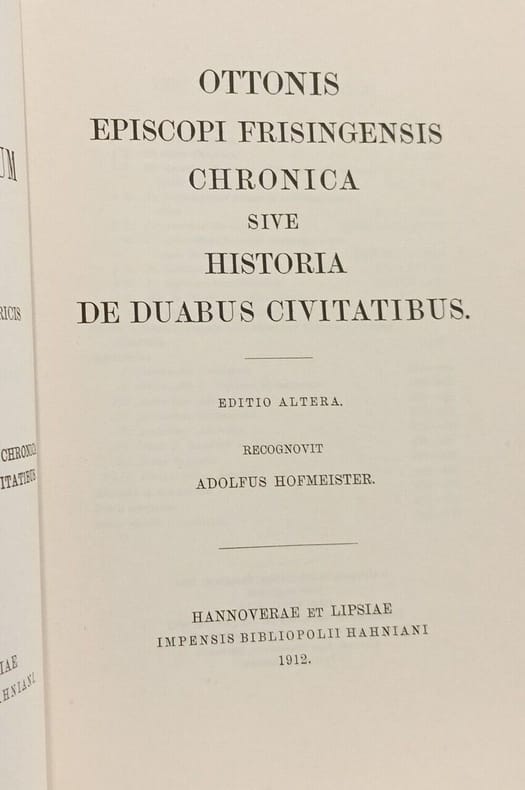 OTTONIS
EPISCOPI FRISINGENSIS
CHRONICA
SIVE
HISTORIA
DE DUABUS CIVITATIBUS.
EDITIO ALTERA.
RECOGNOVIT
ADOLFUS HOFMEISTER.
HANNOVERAE ET LIPSIAE
IMPENSIS BIBLIOPOLII HAHNIANI
1912.